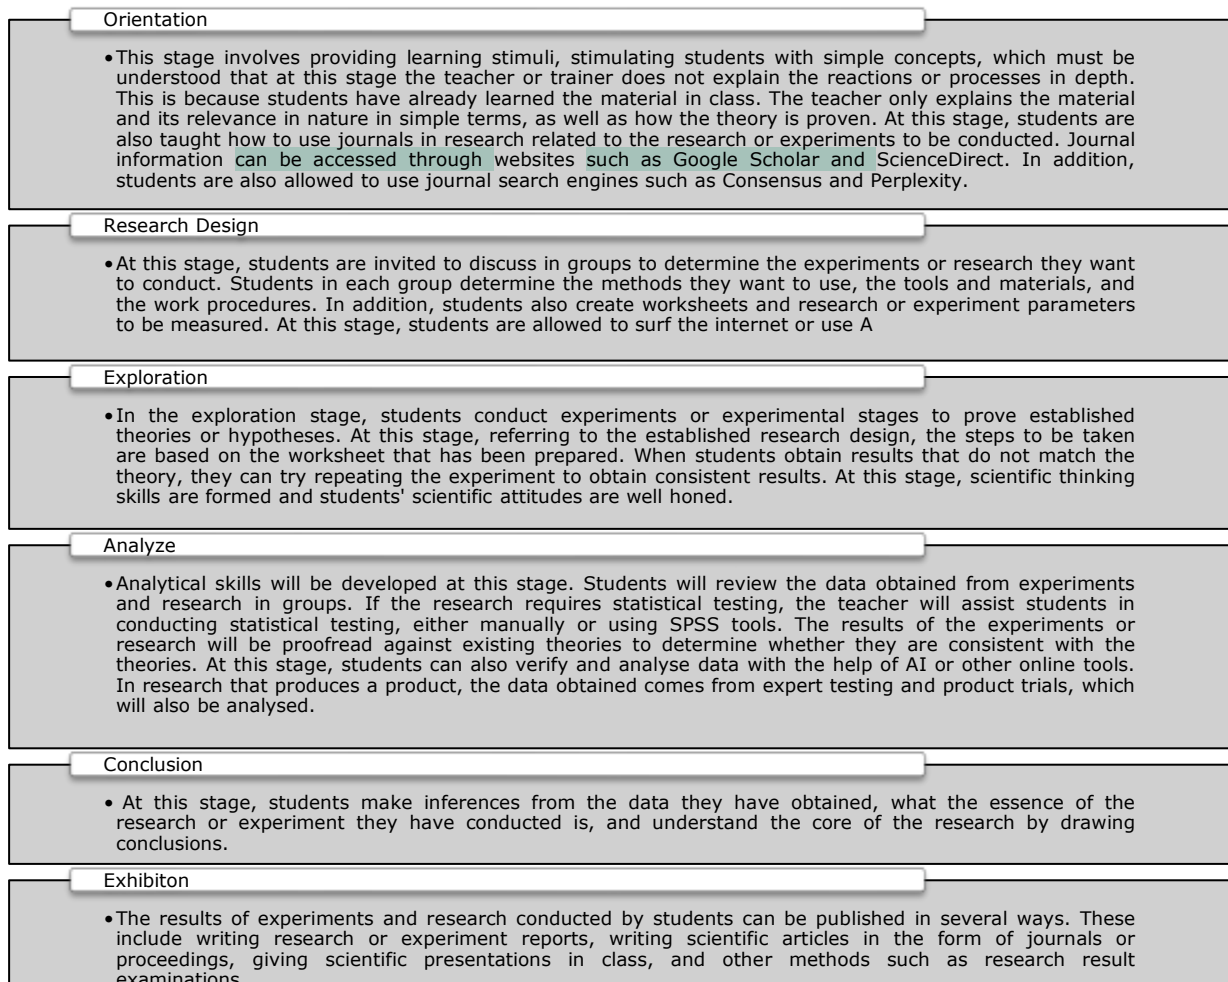 Orientation
•This stage involves providing learning stimuli, stimulating students with simple concepts, which must be
understood that at this stage the teacher or trainer does not explain the reactions or processes in depth.
This is because students have already learned the material in class. The teacher only explains the material
and its relevance in nature in simple terms, as well as how the theory is proven. At this stage, students are
also taught how to use journals in research related to the research or experiments to be conducted. Journal
information can be accessed through websites such as Google Scholar and ScienceDirect. In addition,
students are also allowed to use journal search engines such as Consensus and Perplexity.
Research Design
•At this stage, students are invited to discuss in groups to determine the experiments or research they want
to conduct. Students in each group determine the methods they want to use, the tools and materials, and
the work procedures. In addition, students also create worksheets and research or experiment parameters
to be measured. At this stage, students are allowed to surf the internet or use A
Exploration
•In the exploration stage, students conduct experiments or experimental stages to prove established
theories or hypotheses. At this stage, referring to the established research design, the steps to be taken
are based on the worksheet that has been prepared. When students obtain results that do not match the
theory, they can try repeating the experiment to obtain consistent results. At this stage, scientific thinking
skills are formed and students' scientific attitudes are well honed.
Analyze
•Analytical skills will be developed at this stage. Students will review the data obtained from experiments
and research in groups. If the research requires statistical testing, the teacher will assist students in
conducting statistical testing, either manually or using SPSS tools. The results of the experiments or
research will be proofread against existing theories to determine whether they are consistent with the
theories. At this stage, students can also verify and analyse data with the help of AI or other online tools.
In research that produces a product, the data obtained comes from expert testing and product trials, which
will also be analysed.
Conclusion
• At this stage, students make inferences from the data they have obtained, what the essence of the
research or experiment they have conducted is, and understand the core of the research by drawing
conclusions.
Exhibiton
•The results of experiments and research conducted by students can be published in several ways. These
include writing research or experiment reports, writing scientific articles in the form of journals or
proceedings, giving scientific presentations in class, and other methods such as research result
examinations